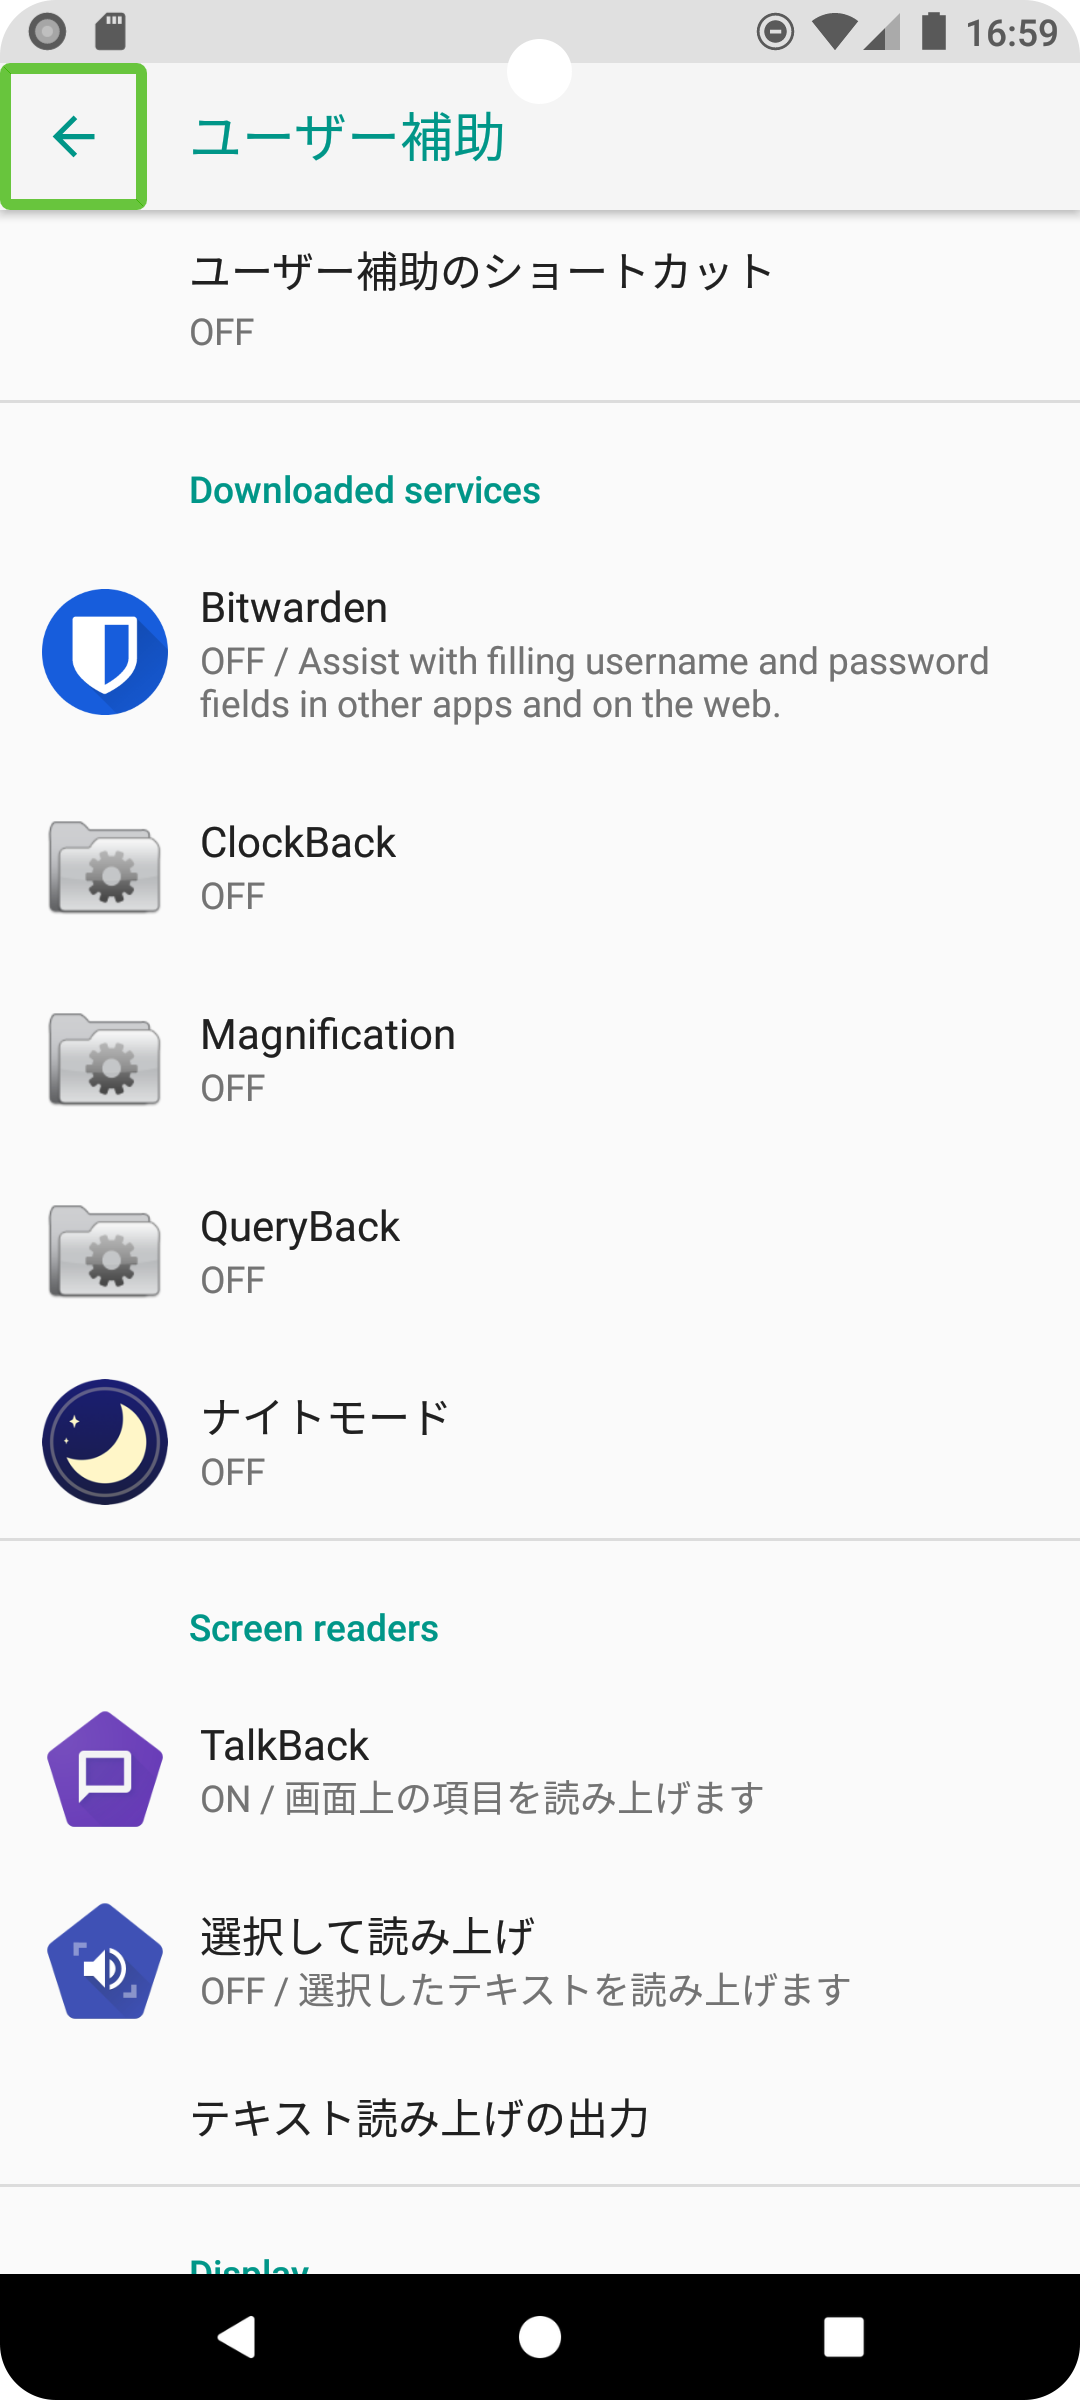 16:59
ユーザー補助
ユーザー補助のショートカット
OFF
Downloaded services
Bitwarden
OFF / Assist with filling username and password
fields in other apps and on the web.
ClockBack
OFF
Magnification
OFF
QueryBack
OFF
ナイトモード
OFF
Screen readers
TalkBack
ON / 画面上の項目を読み上げます
選択して読み上げ
OFF / 選択したテキストを読み上げます
テキスト読み上げの出力
Display